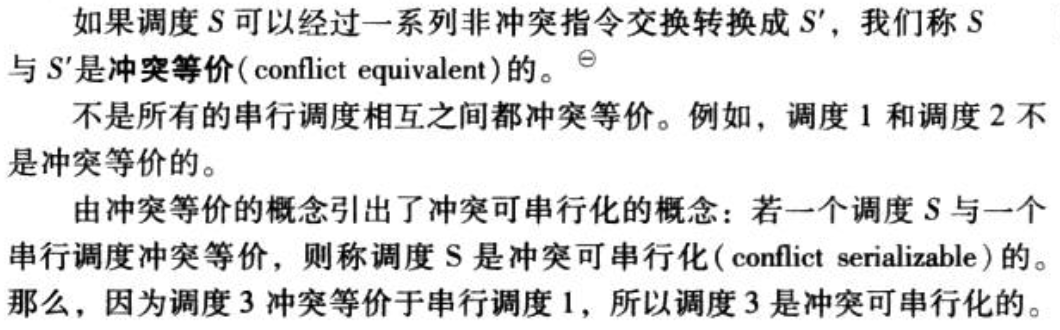 如果调度 S 可以经过一系列非冲突指令交换转换成 S′，我们称 S
与 S′是冲突等价(conflict equivalent)的。㊀
不是所有的串行调度相互之间都冲突等价。例如，调度 1 和调度 2 不
是冲突等价的。
由冲突等价的概念引出了冲突可串行化的概念：若一个调度 S 与一个
串行调度冲突等价，则称调度 S 是冲突可串行化(conflict serializable)的。
那么，因为调度 3 冲突等价于串行调度 1，所以调度 3 是冲突可串行化的。